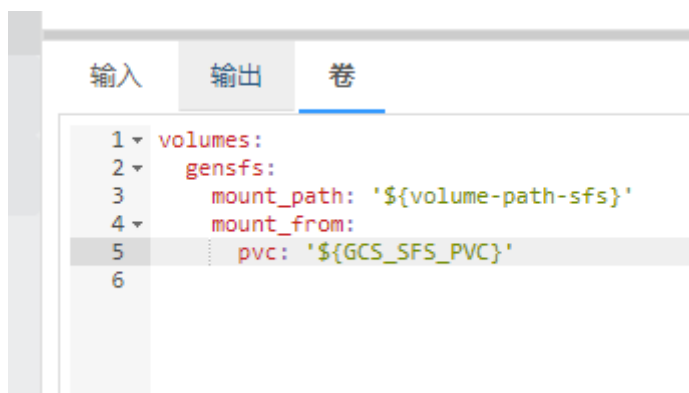 输入 输出 卷
1 volumes:
2 gensfs:
3 mount_path: '${volume-path-sfs}'
4 mount_from:
5 pvc: '${GCS_SFS_PVC}'
6